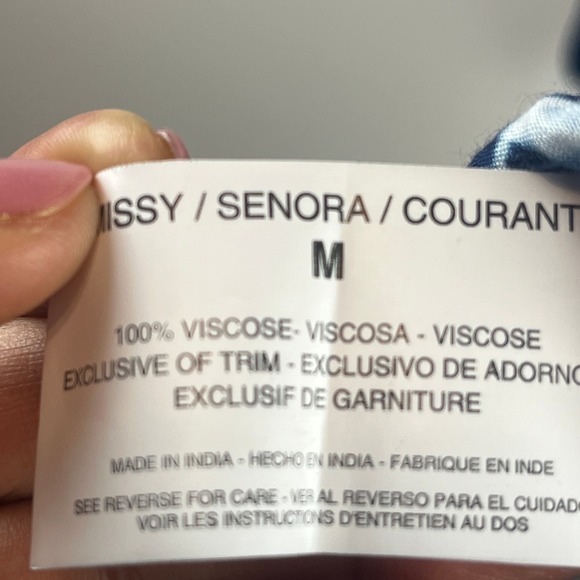 MISSY / SENORA / COURANT
M
100% VISCOSE- VISCOSA - VISCOSE
EXCLUSIVE OF TRIM - EXCLUSIVO DE ADORNO
EXCLUSIF DE GARNITURE
MADE IN INDIA - HECHO EN INDIA - FABRIQUE EN INDE
SEE REVERSE FOR CARE - VER AL REVERSO PARA EL CUIDADO
VOIR LES INSTRUCTONS D'ENTRETIEN AU DOS